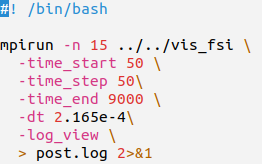 #! /bin/bash
mpirun -n 15 ../../vis_fsi \
-time_start 50 \
-time_step 50\
-time_end 9000 \
-dt 2.165e-4\
-log_view \
> post.log 2>&1